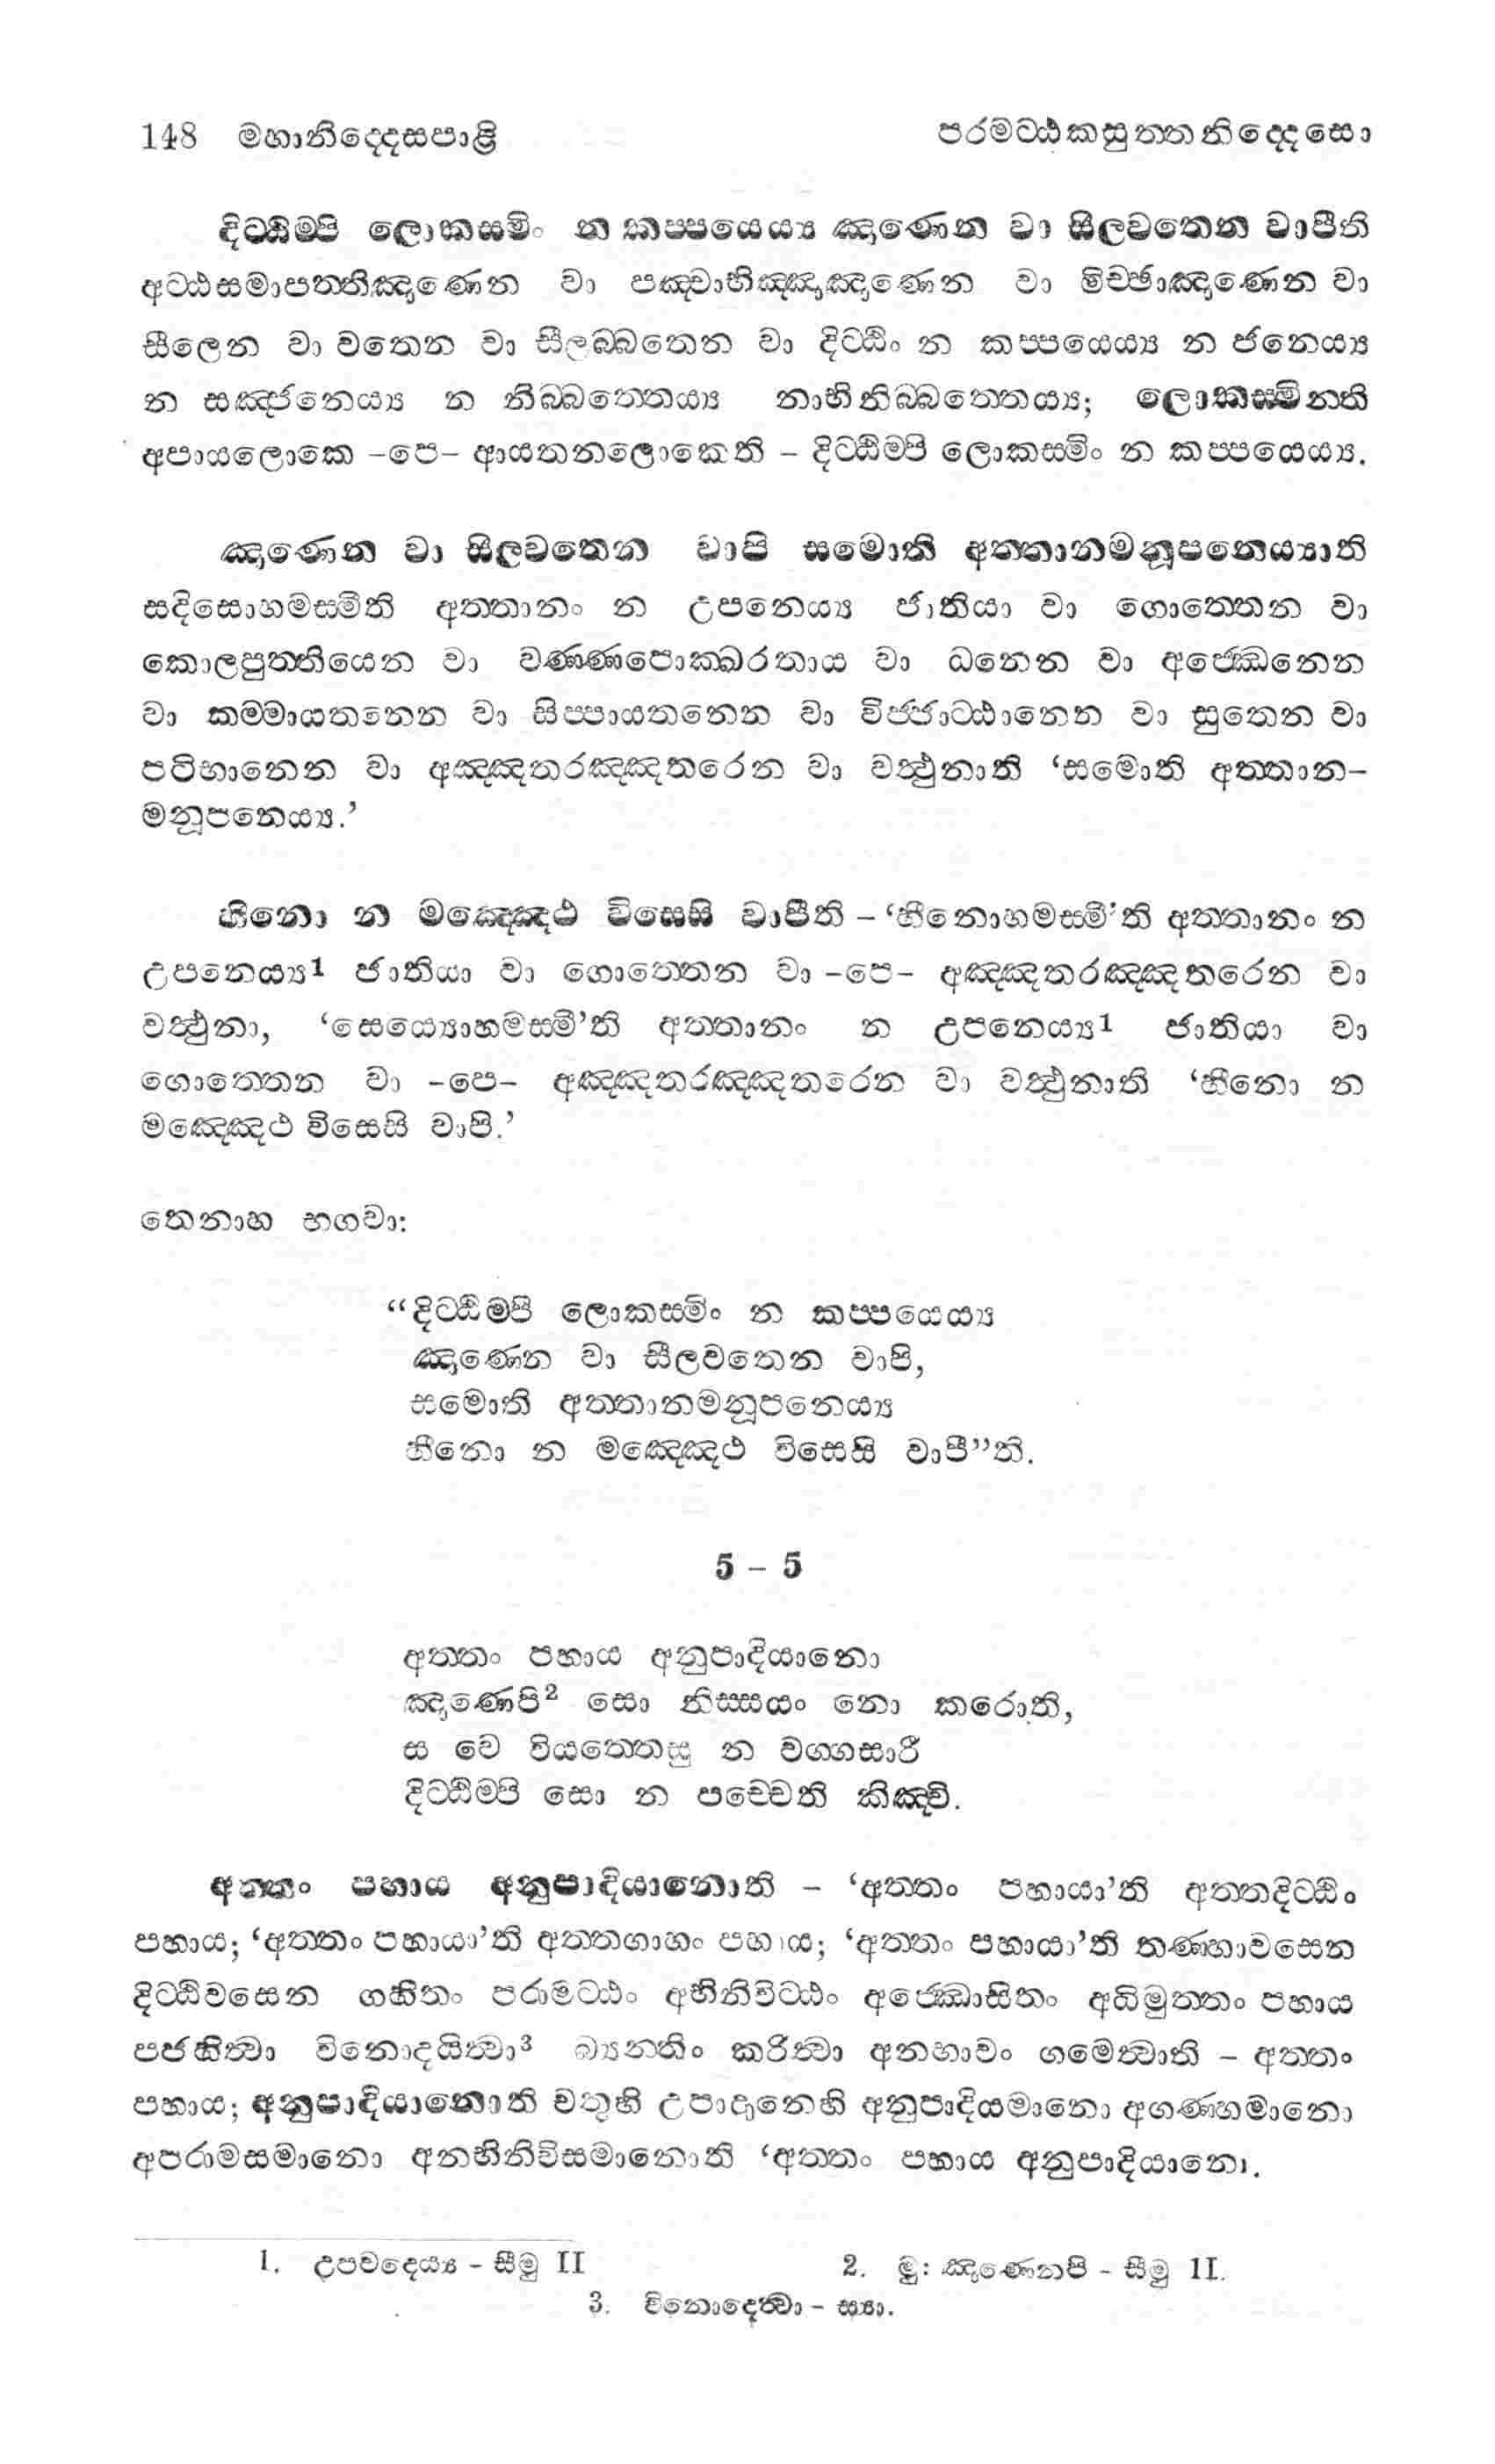 148 මහානිද්දෙසපාළි පරමට්ඨකසුත්තනිද්දෙසො
දිට්ඨිම්පි ලොකස්මිං න කප්පයෙය්‍ය ඤාණෙන වා සීලවතෙන වාපීති
අට්ඨසමාපත්තිඤාණෙන වා පඤ්චාභිඤ්ඤාඤාණෙන වා මිච්ඡාඤාණෙන වා
සීලෙන වා වතෙන වා සීලබ්බතෙන වා දිට්ඨිං න කප්පයෙය්‍ය න ජනෙය්‍ය
න සඤ්ජනෙය්‍ය න නිබ්බත්තෙය්‍ය නාභිනිබ්බත්තෙය්‍ය; ලොකස්මින්ති
අපායලොකෙ –පෙ– ආයතනලොකෙති – දිට්ඨිම්පි ලොකස්මිං න කප්පයෙය්‍ය.
ඤාණෙන වා සීලවතෙන වාපි සමොති අත්තානමනූපනෙය්‍යාති
සදිසොහමස්මීති අත්තානං න උපනෙය්‍ය ජාතියා වා ගොත්තෙන වා
කොලපුත්තියෙන වා වණ්ණපොක්ඛරතාය වා ධනෙන වා අජ්ඣෙනෙන
වා කම්මායතනෙන වා සිප්පායතනෙන වා විජ්ජාට්ඨානෙන වා සුතෙන වා
පටිභානෙන වා අඤ්ඤතරඤ්ඤතරෙන වා වත්ථුනාති ‘සමොති අත්තාන–
මනූපනෙය්‍ය.’
හීනො න මඤ්ඤෙථ විසෙසි වාපීති – ‘හීනොහමස්මී’ති අත්තානං න
උපනෙය්‍ය1 ජාතියා වා ගොත්තෙන වා –පෙ– අඤ්ඤතරඤ්ඤතරෙන වා
වත්ථුනා, ‘සෙය්‍යොහමස්මී’ති අත්තානං න උපනෙය්‍ය1 ජාතියා වා
ගොත්තෙන වා –පෙ– අඤ්ඤතරඤ්ඤතරෙන වා වත්ථුනාති ‘හීනො න
මඤ්ඤෙථ විසෙසි වාපි.’
තෙනාහ භගවා:
“දිට්ඨිම්පි ලොකස්මිං න කප්පයෙය්‍ය
ඤාණෙන වා සීලවතෙන වාපි,
සමොති අත්තානමනූපනෙය්‍ය
හීනො න මඤ්ඤෙථ විසෙසි වාපී”ති.
5 – 5
අත්තං පහාය අනුපාදියානො
ඤාණෙපි2 සො නිස්සයං නො කරොති,
ස වෙ වියත්තෙසු න වග්ගසාරී
දිට්ඨිම්පි සො න පච්චෙති කිඤ්චි.
අත්තං පහාය අනුපාදියානොති – ‘අත්තං පහායා’ති අත්තදිට්ඨිං
පහාය; ‘අත්තං පහායා’ති අත්තගාහං පහාය; ‘අත්තං පහායා’ති තණ්හාවසෙන
දිට්ඨිවසෙන ගහිතං පරාමට්ඨං අභිනිවිට්ඨං අජ්ඣොසිතං අධිමුත්තං පහාය
පජහිත්‍වා විනොදයිත්‍වා3 බ්‍යන්තිං කරිත්‍වා අනභාවං ගමෙත්‍වාති – අත්තං
පහාය; අනුපාදියානොති චතූහි උපාදානෙහි අනුපාදියමානො අගණ්හමානො
අපරාමසමානො අනභිනිවිසමානොති ‘අත්තං පහාය අනුපාදියානො.
1. උපවදෙය්‍ය – සීමු II 2. මු: ඤාණෙනපි – සීමු II.
3. විනොදෙත්‍වා – ස්‍යා.